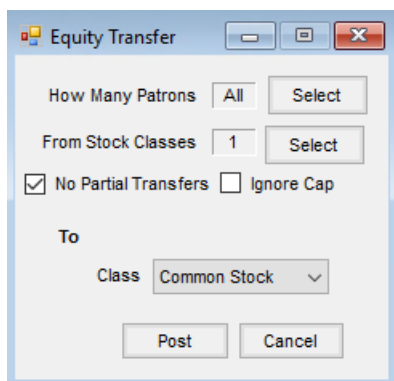 Equity Transfer
How Many Patrons All Select
From Stock Classes 1 Select
No Partial Transfers Ignore Cap
To
Class Common Stock
Post Cancel